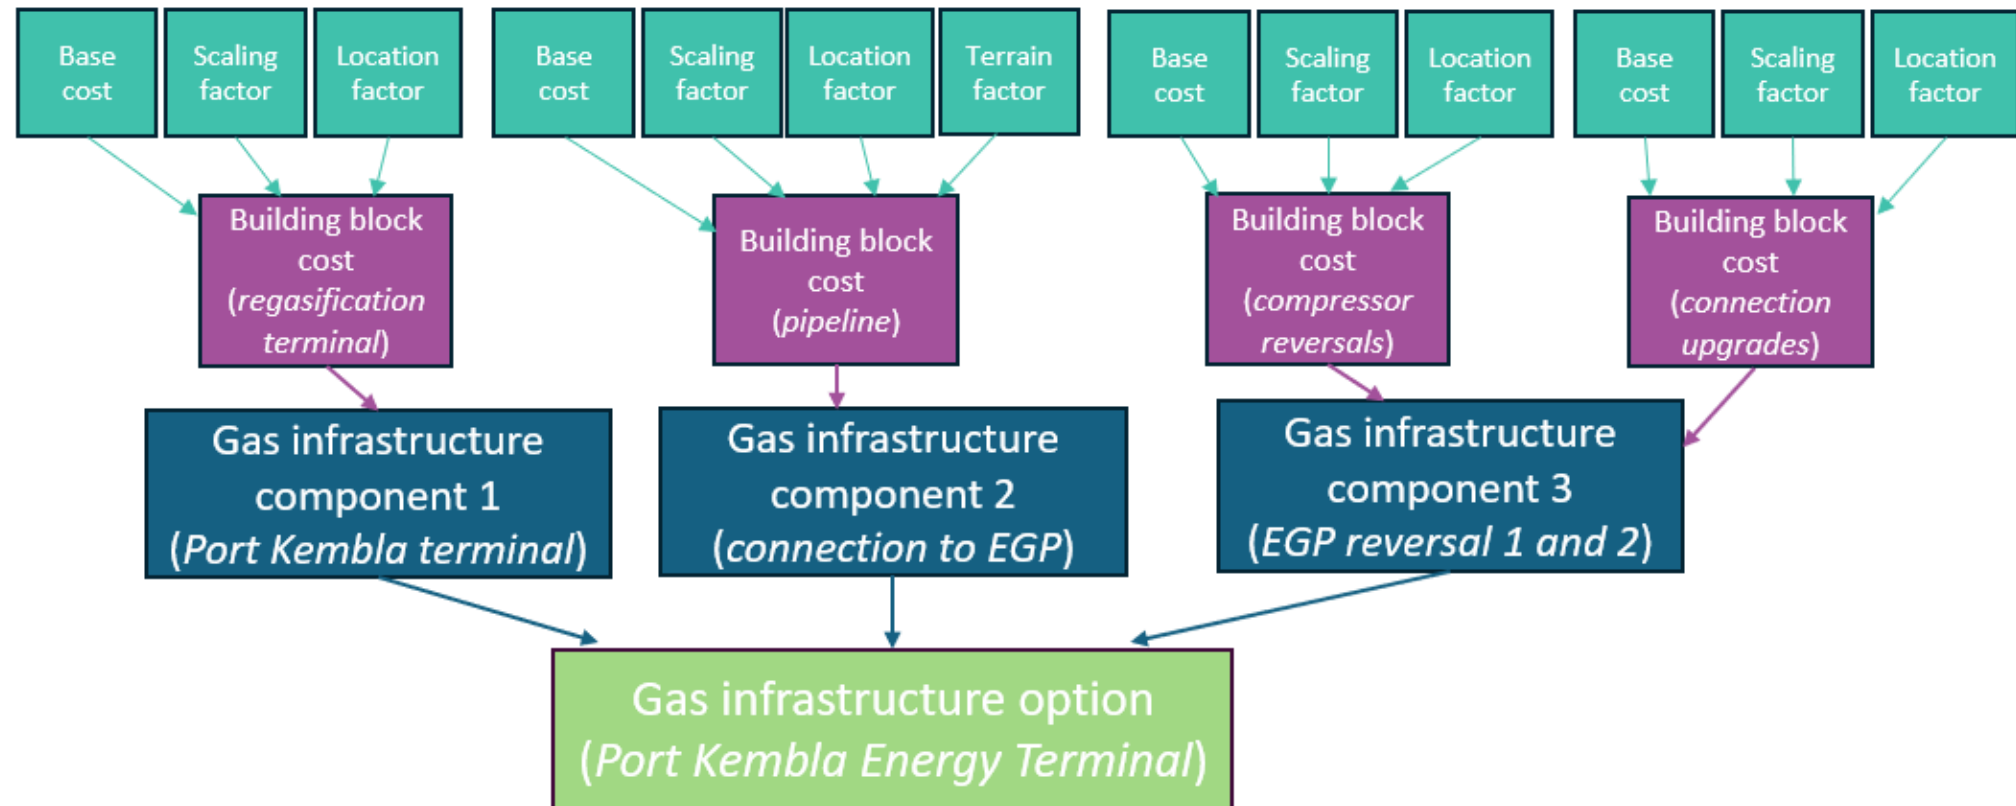 Base
cost
Scaling
factor
Location
factor
Base
cost
Scaling
factor
Location
factor
Terrain
factor
Base
cost
Scaling
factor
Location
factor
Base
cost
Scaling
factor
Location
factor
Building block
cost
(regasification
terminal)
Building block
cost
(pipeline)
Building block
cost
(compressor
reversals)
Building block
cost
(connection
upgrades)
Gas infrastructure
component 1
(Port Kembla terminal)
Gas infrastructure
component 2
(connection to EGP)
Gas infrastructure
component 3
(EGP reversal 1 and 2)
Gas infrastructure option
(Port Kembla Energy Terminal)